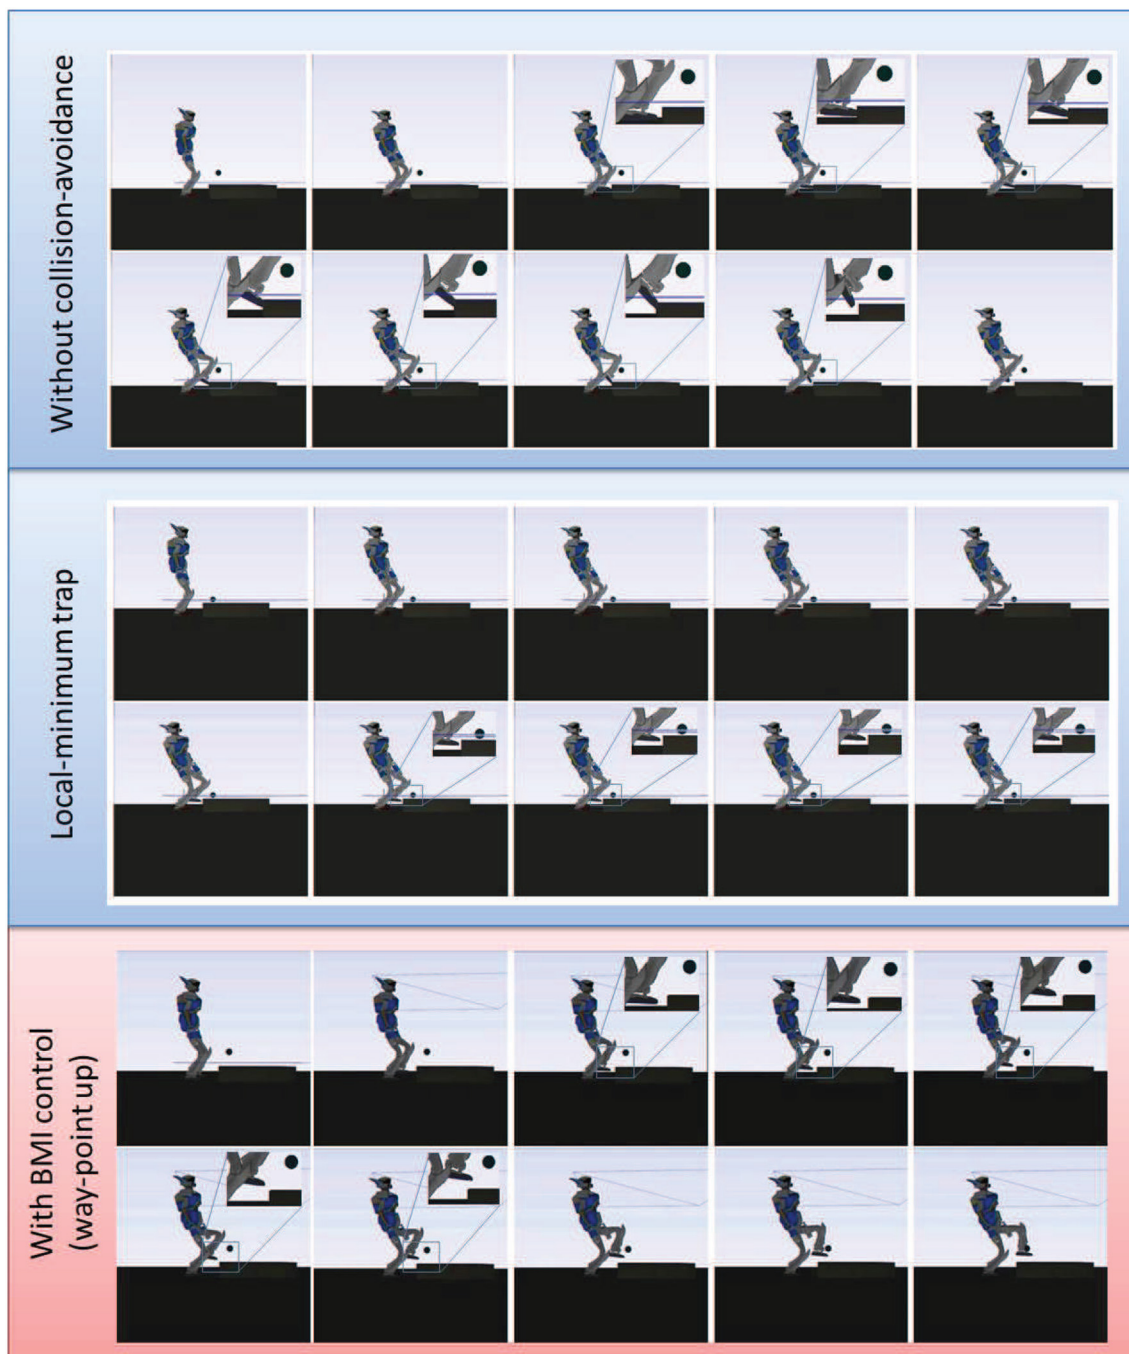 Without collision-avoidance
Local-minimum trap
With BMI control
(way-point up)